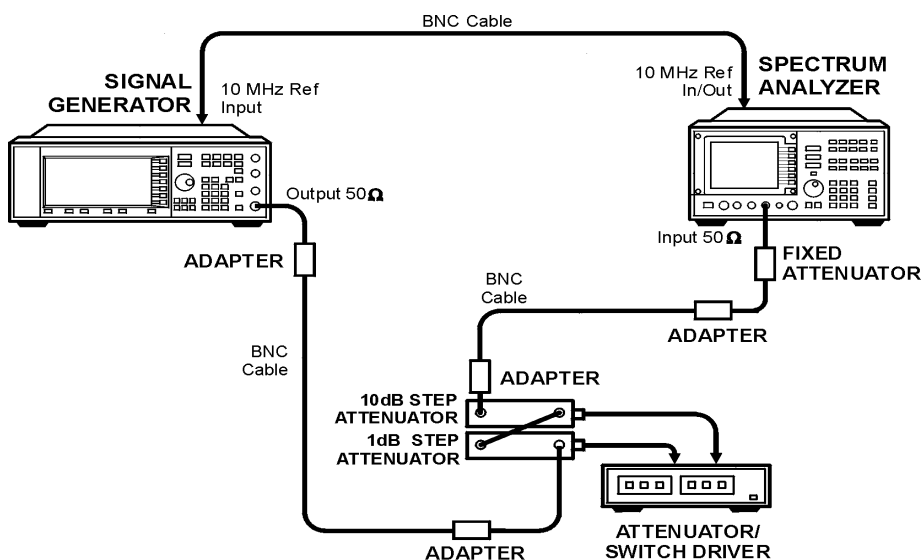 BNC Cable
SIGNAL
GENERATOR
10 MHz Ref
Input
10 MHz Ref
In/Out
SPECTRUM
ANALYZER
Output 50Ω
Input 50Ω
ADAPTER
FIXED
ATTENUATOR
BNC
Cable
ADAPTER
BNC
Cable
ADAPTER
10dB STEP
ATTENUATOR
1dB STEP
ATTENUATOR
ADAPTER
ATTENUATOR/
SWITCH DRIVER